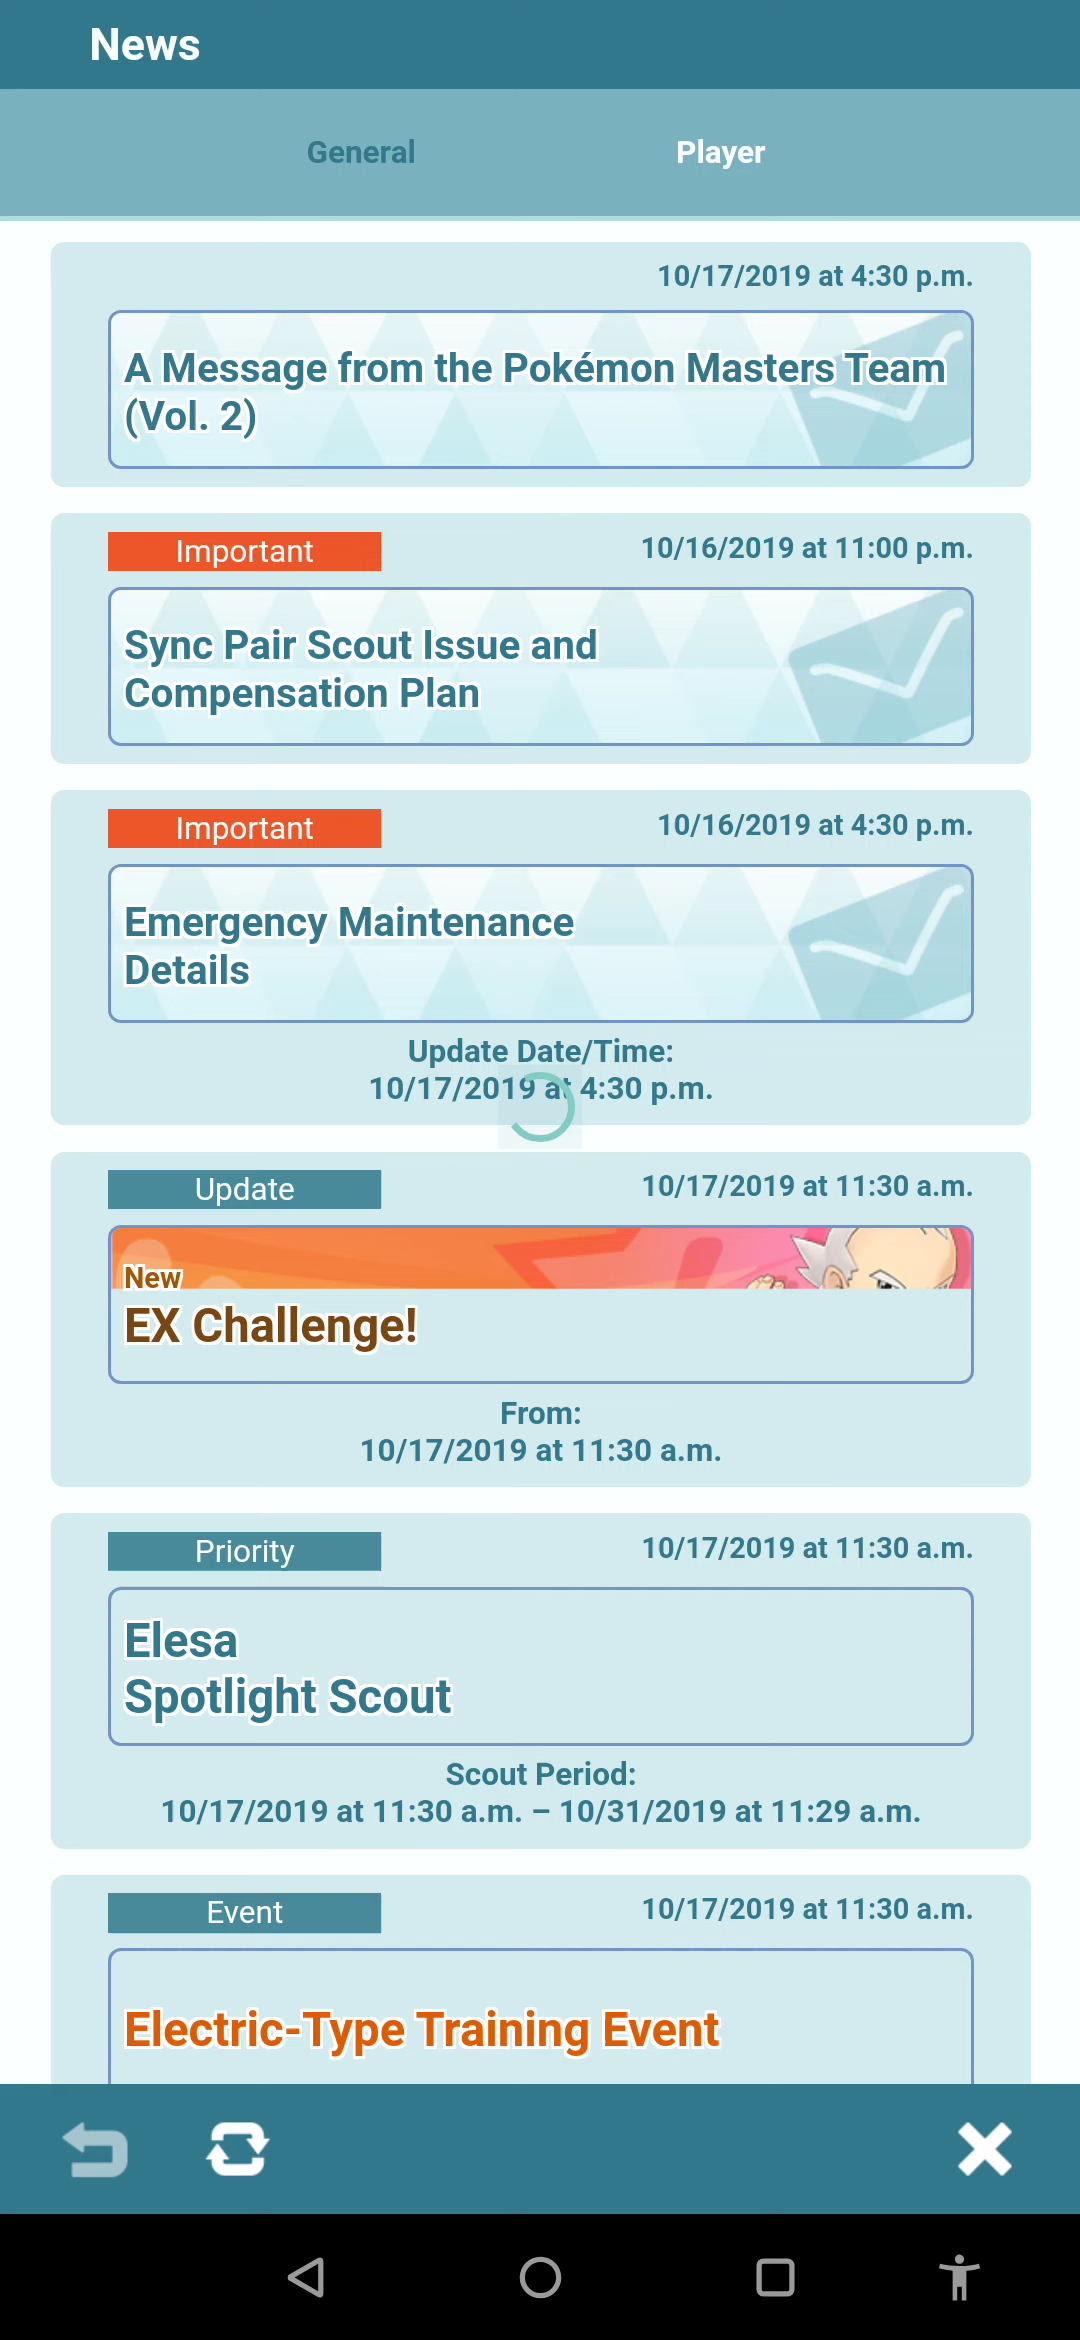 News
General
Player
10/17/2019 at 4:30 p.m.
A Message from the Pokémon Masters Team
(Vol. 2)
Important
10/16/2019 at 11:00 p.m.
Sync Pair Scout Issue and
Compensation Plan
Important
10/16/2019 at 4:30 p.m.
Emergency Maintenance
Details
Update Date/Time:
10/17/2019 at 4:30 p.m.
Update
10/17/2019 at 11:30 a.m.
New
EX Challenge!
From:
10/17/2019 at 11:30 a.m.
Priority
10/17/2019 at 11:30 a.m.
Elesa
Spotlight Scout
Scout Period:
10/17/2019 at 11:30 a.m. – 10/31/2019 at 11:29 a.m.
Event
10/17/2019 at 11:30 a.m.
Electric-Type Training Event